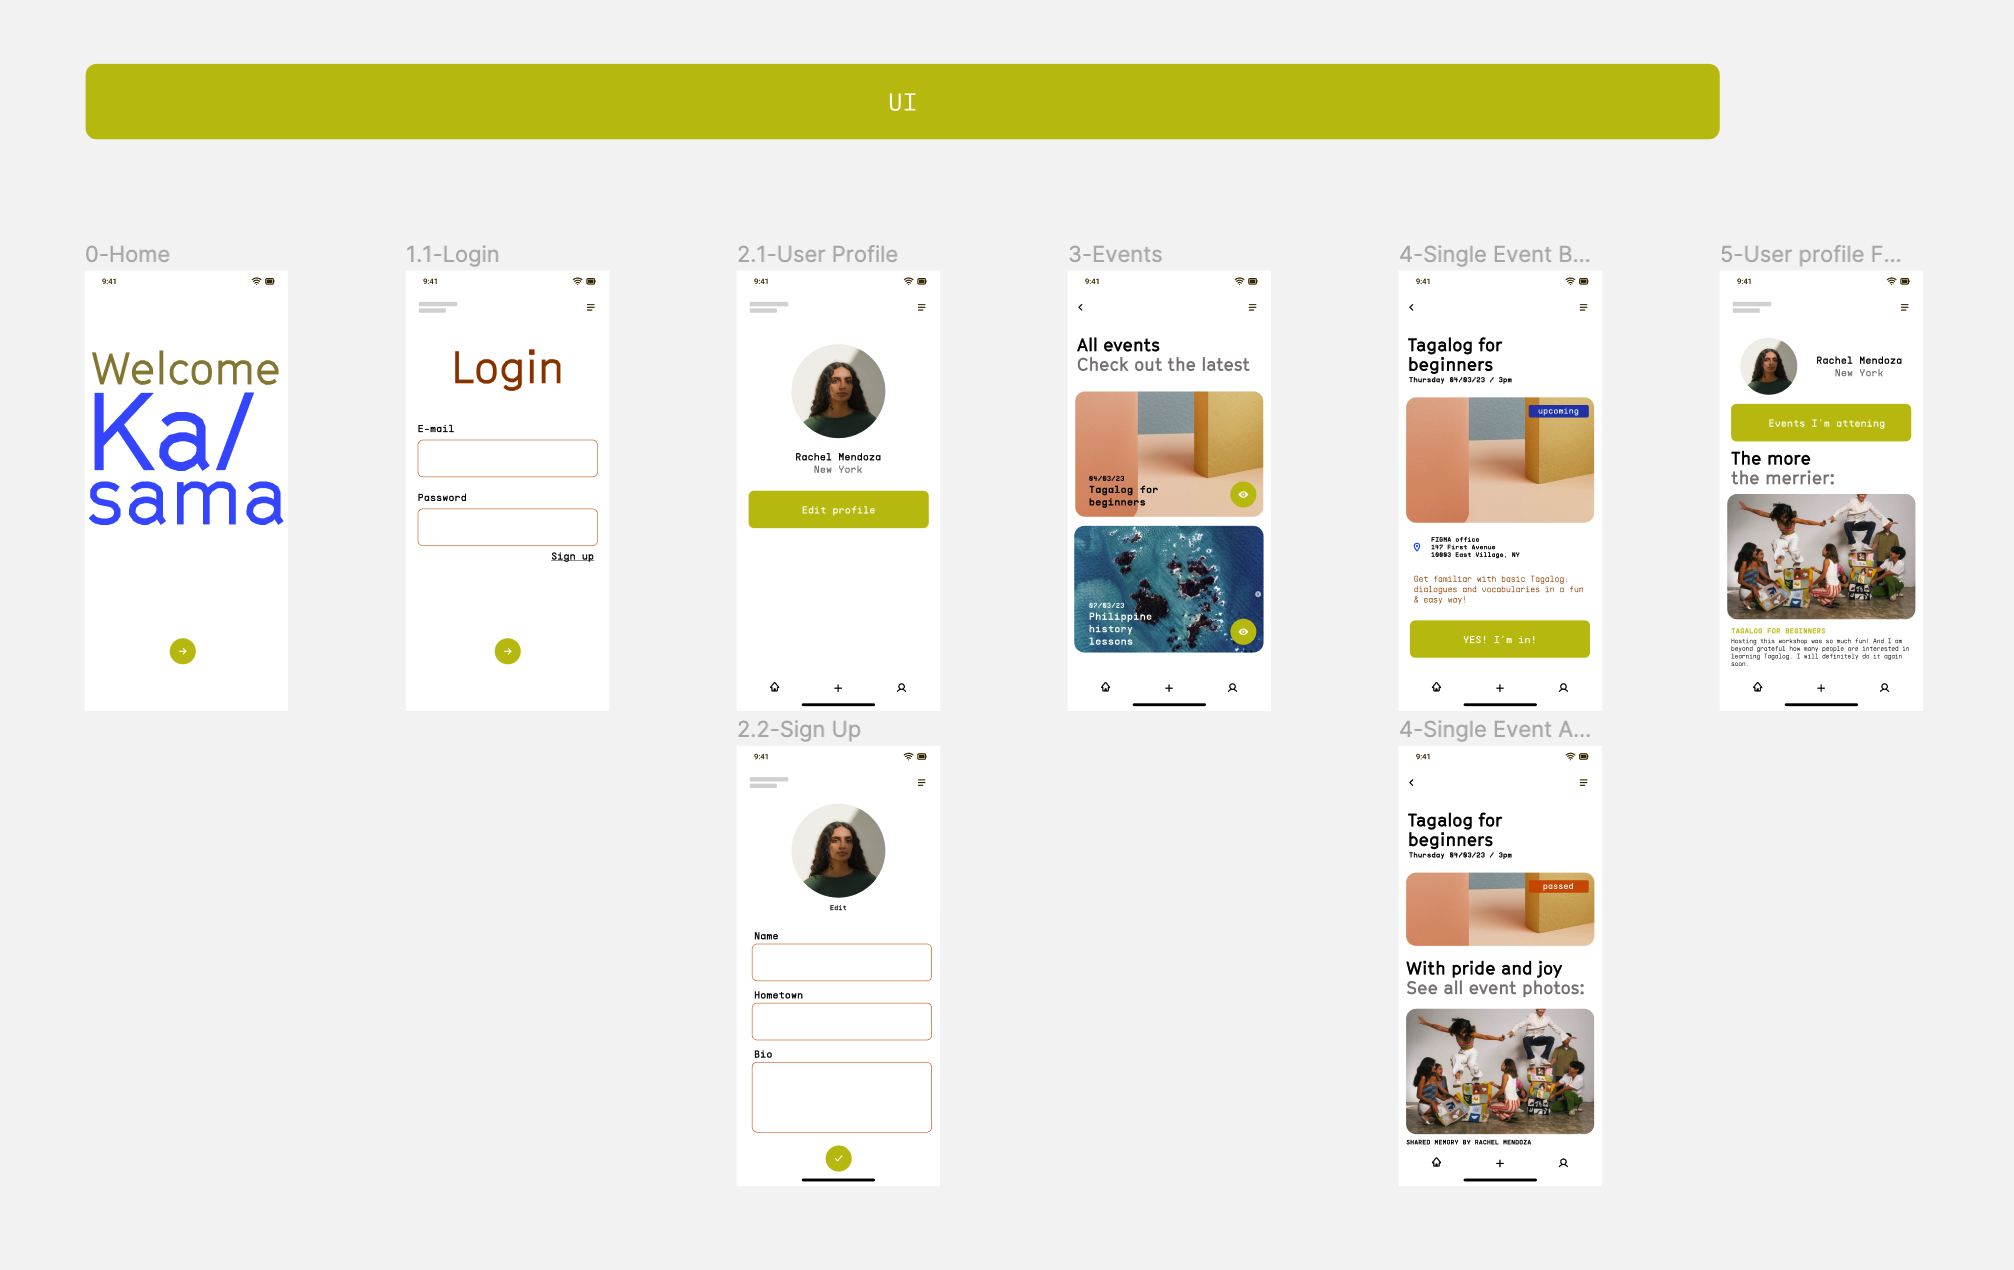 UI
0-Home
9:41
Welcome
Ka/
sama
1.1-Login
9:41
Login
E-mail
Password
Sign up
2.1-User Profile
9:41
Rachel Mendoza
New York
Edit profile
3-Events
9:41
All events
Check out the latest
04/03/23
Tagalog for
beginners
07/03/23
Philippine
history
lessons
4-Single Event B...
9:41
Tagalog for
beginners
Thursday 04/03/23 / 3pm
upcoming
FIGMA office
147 First Avenue
10003 East Village, NY
Get familiar with basic Tagalog:
dialogues and vocabularies in a fun
& easy way!
YES! I'm in!
5-User profile F...
9:41
Rachel Mendoza
New York
Events I'm attening
The more
the merrier:
TAGALOG FOR BEGINNERS
Hosting this workshop was so much fun! And I am
beyond grateful how many people are interested in
learning Tagalog. I will definitely do it again
soon.
2.2-Sign Up
9:41
Edit
Name
Hometown
Bio
4-Single Event A...
9:41
Tagalog for
beginners
Thursday 04/03/23 / 3pm
passed
With pride and joy
See all event photos:
SHARED MEMORY BY RACHEL MENDOZA